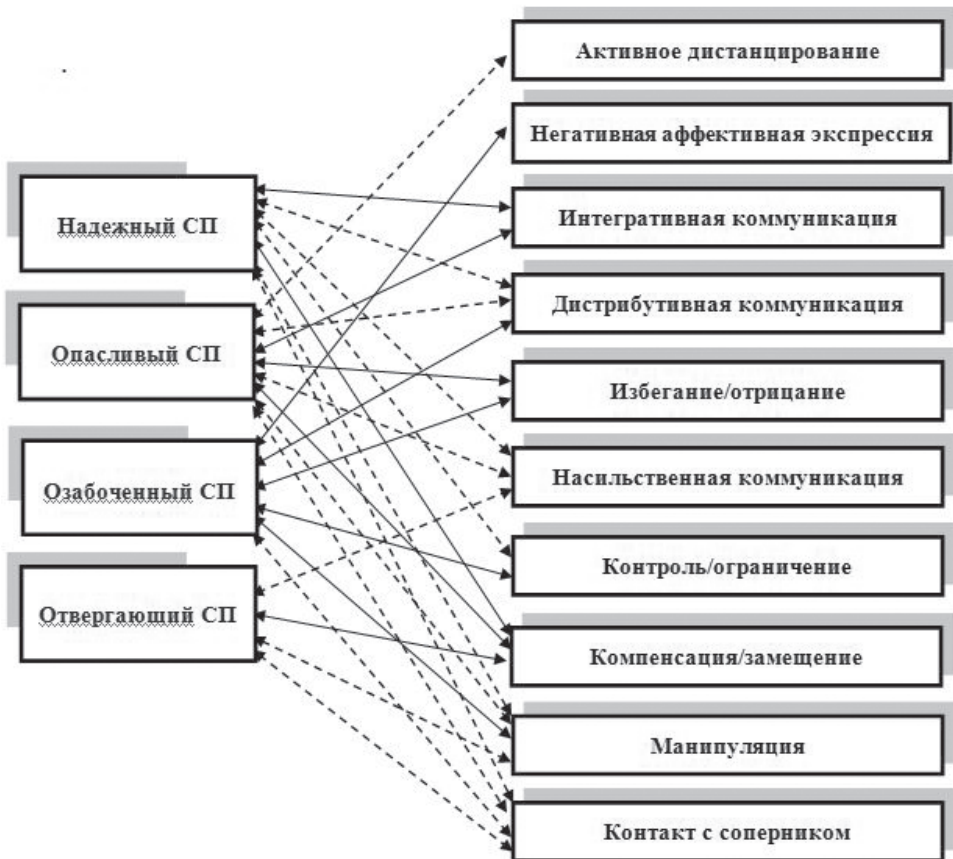 Надежный СП
Опасливый СП
Озабоченный СП
Отвергающий СП
Активное дистанцирование
Негативная аффективная экспрессия
Интегративная коммуникация
Дистрибутивная коммуникация
Избегание/отрицание
Насильственная коммуникация
Контроль/ограничение
Компенсация/замещение
Манипуляция
Контакт с соперником